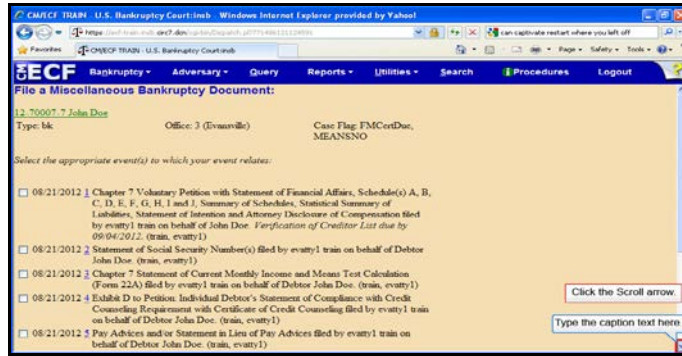 CM/ECF TRAIN - U.S. Bankruptcy Court:innb - Windows Internet Explorer provided by Yahoo!
can captivate restart where you left off
Favorites CM/ECF TRAIN - U.S. Bankruptcy Court:innb
Page Safety Tools
ECF Bankruptcy Adversary Query Reports Utilities Search Procedures Logout
File a Miscellaneous Bankruptcy Document:
12-70007-7 John Doe
Type: bk Office: 3 (Evansville) Case Flag: FMCertDue,
MEANSNO
Select the appropriate event(s) to which your event relates:
08/21/2012 1 Chapter 7 Voluntary Petition with Statement of Financial Affairs, Schedule(s) A, B,
C, D, E, F, G, H, I and J, Summary of Schedules, Statistical Summary of
Liabilities, Statement of Intention and Attorney Disclosure of Compensation filed
by evatty1 train on behalf of John Doe. Verification of Creditor List due by
09/04/2012. (train, evatty1)
08/21/2012 2 Statement of Social Security Number(s) filed by evatty1 train on behalf of Debtor
John Doe. (train, evatty1)
08/21/2012 3 Chapter 7 Statement of Current Monthly Income and Means Test Calculation
(Form 22A) filed by evatty1 train on behalf of Debtor John Doe. (train, evatty1)
08/21/2012 4 Exhibit D to Petition: Individual Debtor's Statement of Compliance with Credit
Counseling Requirement with Certificate of Credit Counseling filed by evatty1 train
on behalf of Debtor John Doe. (train, evatty1)
08/21/2012 5 Pay Advices and/or Statement in Lieu of Pay Advices filed by evatty1 train on
behalf of Debtor John Doe. (train, evatty1)
Click the Scroll arrow.
Type the caption text here